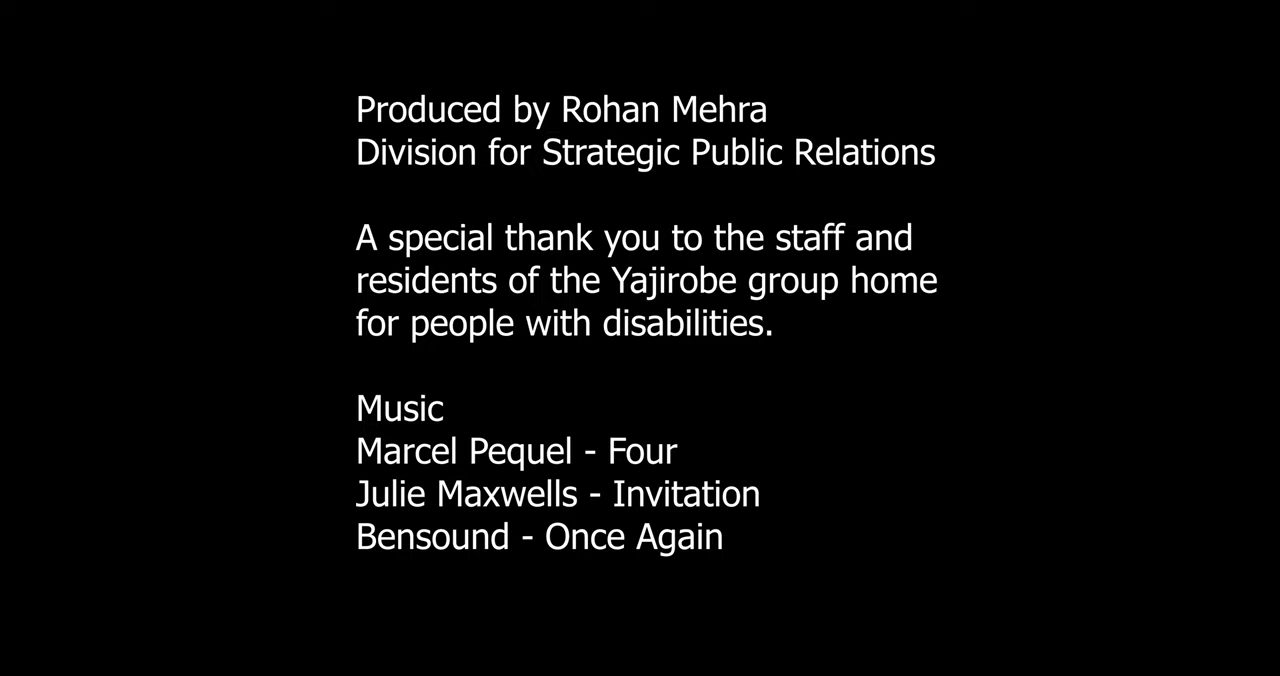 Produced by Rohan Mehra
Division for Strategic Public Relations
A special thank you to the staff and
residents of the Yajirobe group home
for people with disabilities.
Music
Marcel Pequel - Four
Julie Maxwells - Invitation
Bensound - Once Again